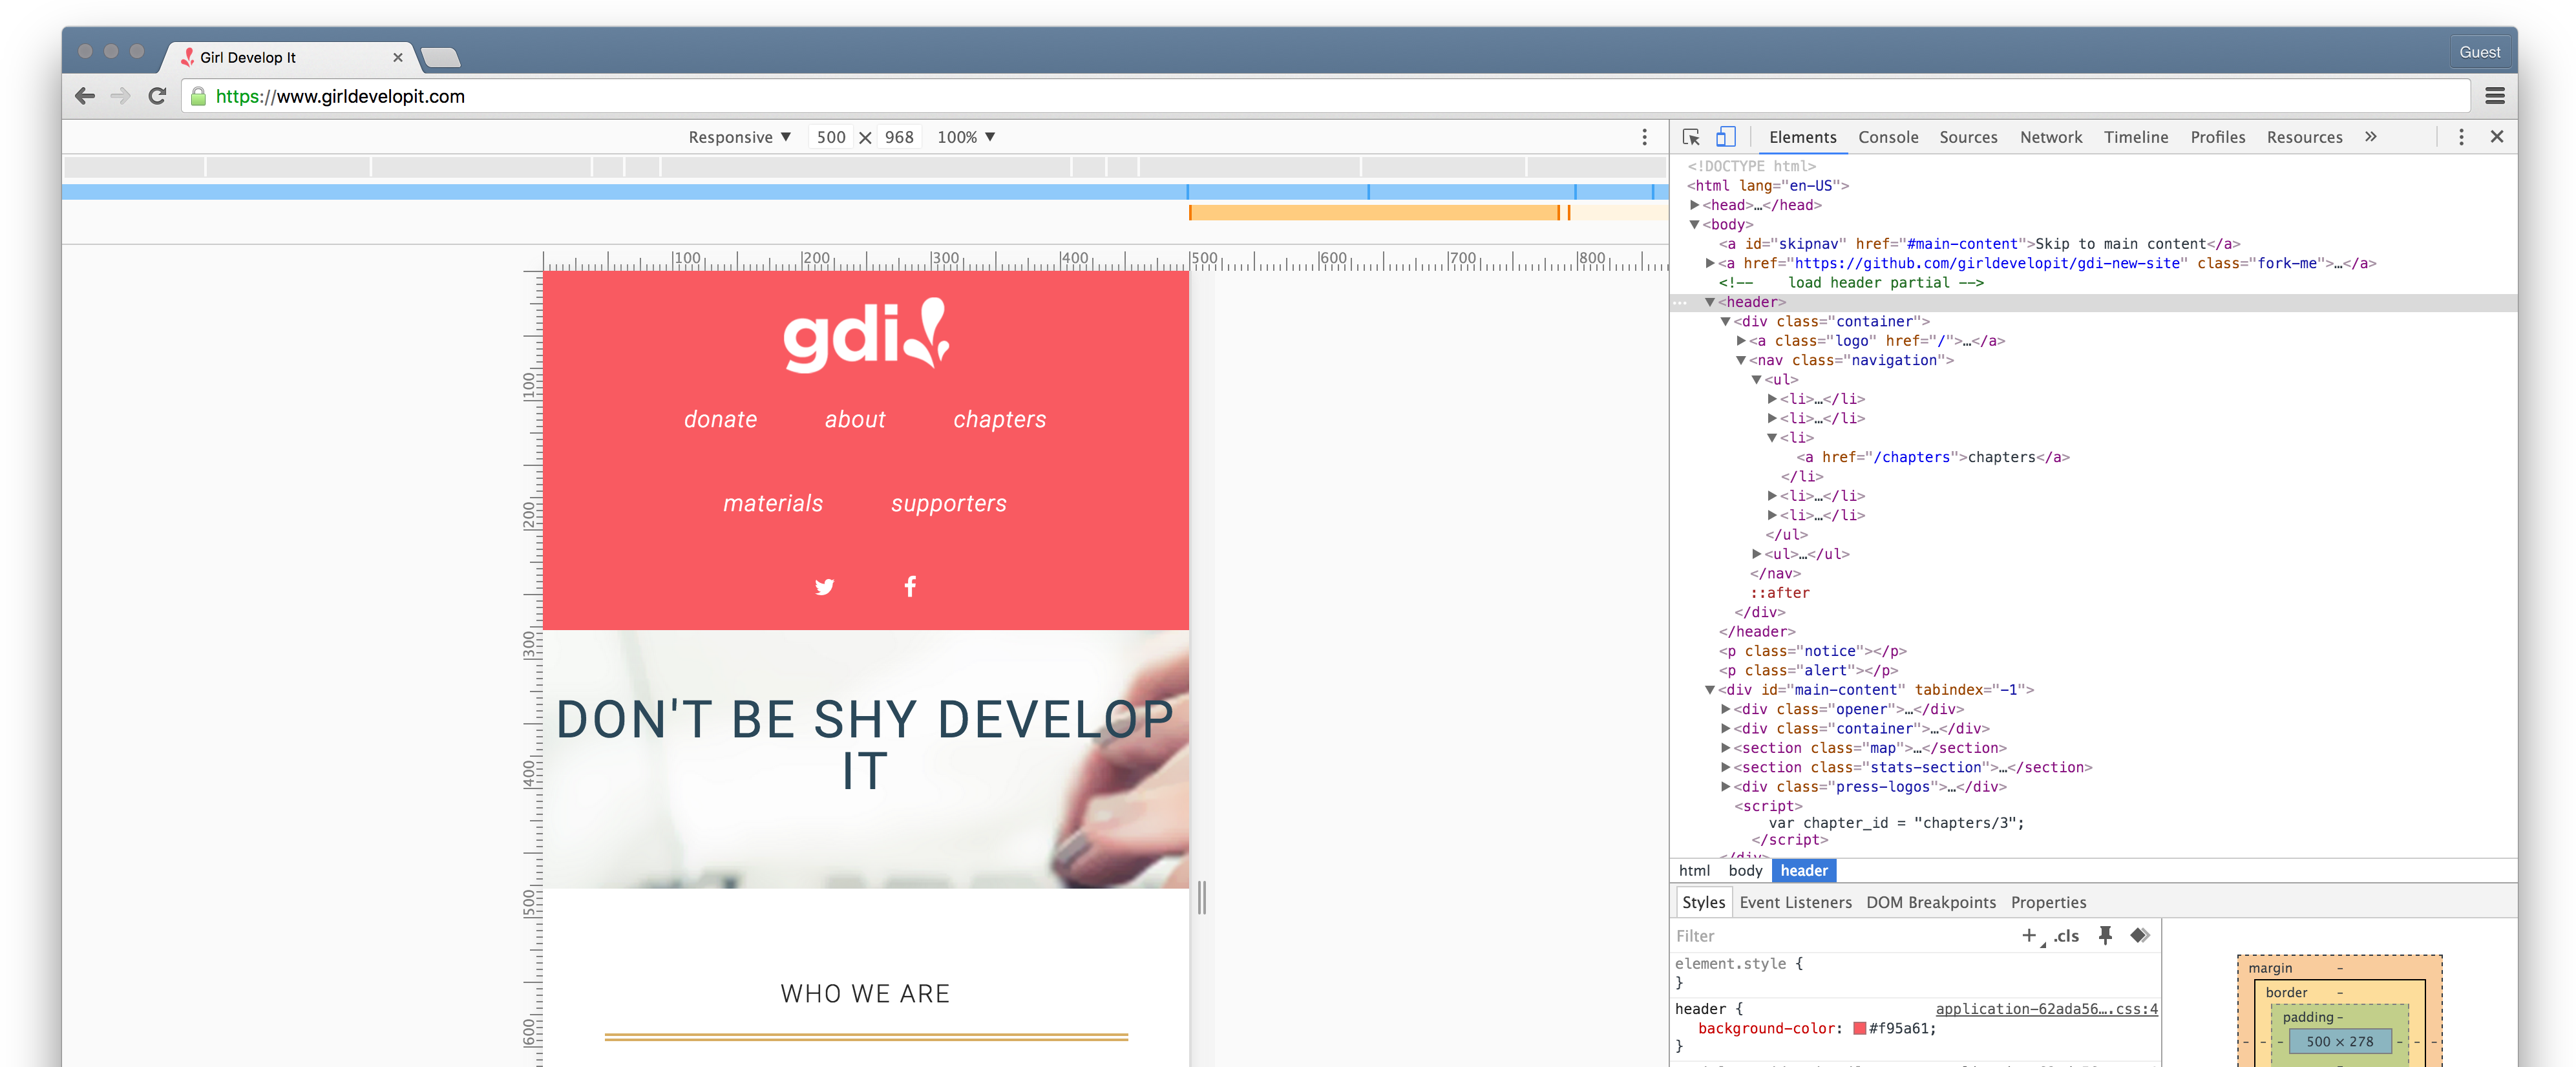 Girl Develop It
Guest
https://www.girldevelopit.com
Responsive ▼ 500 × 968 100% ▼
Elements Console Sources Network Timeline Profiles Resources »
100 200 300 400 500 600 700 800
100
200
300
400
500
600
gdi
donate about chapters
materials supporters
DON'T BE SHY DEVELOP
IT
WHO WE ARE
<!DOCTYPE html>
<html lang="en-US">
▶<head>…</head>
▼<body>
<a id="skipnav" href="#main-content">Skip to main content</a>
▶<a href="https://github.com/girldevelopit/gdi-new-site" class="fork-me">…</a>
<!-- load header partial -->
… ▼<header>
▼<div class="container">
▶<a class="logo" href="/">…</a>
▼<nav class="navigation">
▼<ul>
▶<li>…</li>
▶<li>…</li>
▼<li>
<a href="/chapters">chapters</a>
</li>
▶<li>…</li>
▶<li>…</li>
</ul>
▶<ul>…</ul>
</nav>
::after
</div>
</header>
<p class="notice"></p>
<p class="alert"></p>
▼<div id="main-content" tabindex="-1">
▶<div class="opener">…</div>
▶<div class="container">…</div>
▶<section class="map">…</section>
▶<section class="stats-section">…</section>
▶<div class="press-logos">…</div>
<script>
var chapter_id = "chapters/3";
</script>
</div>
html body header
Styles Event Listeners DOM Breakpoints Properties
Filter + .cls
element.style {
}
header { application-62ada56….css:4
background-color: #f95a61;
}
margin -
border -
padding -
- - - 500 × 278 - - -